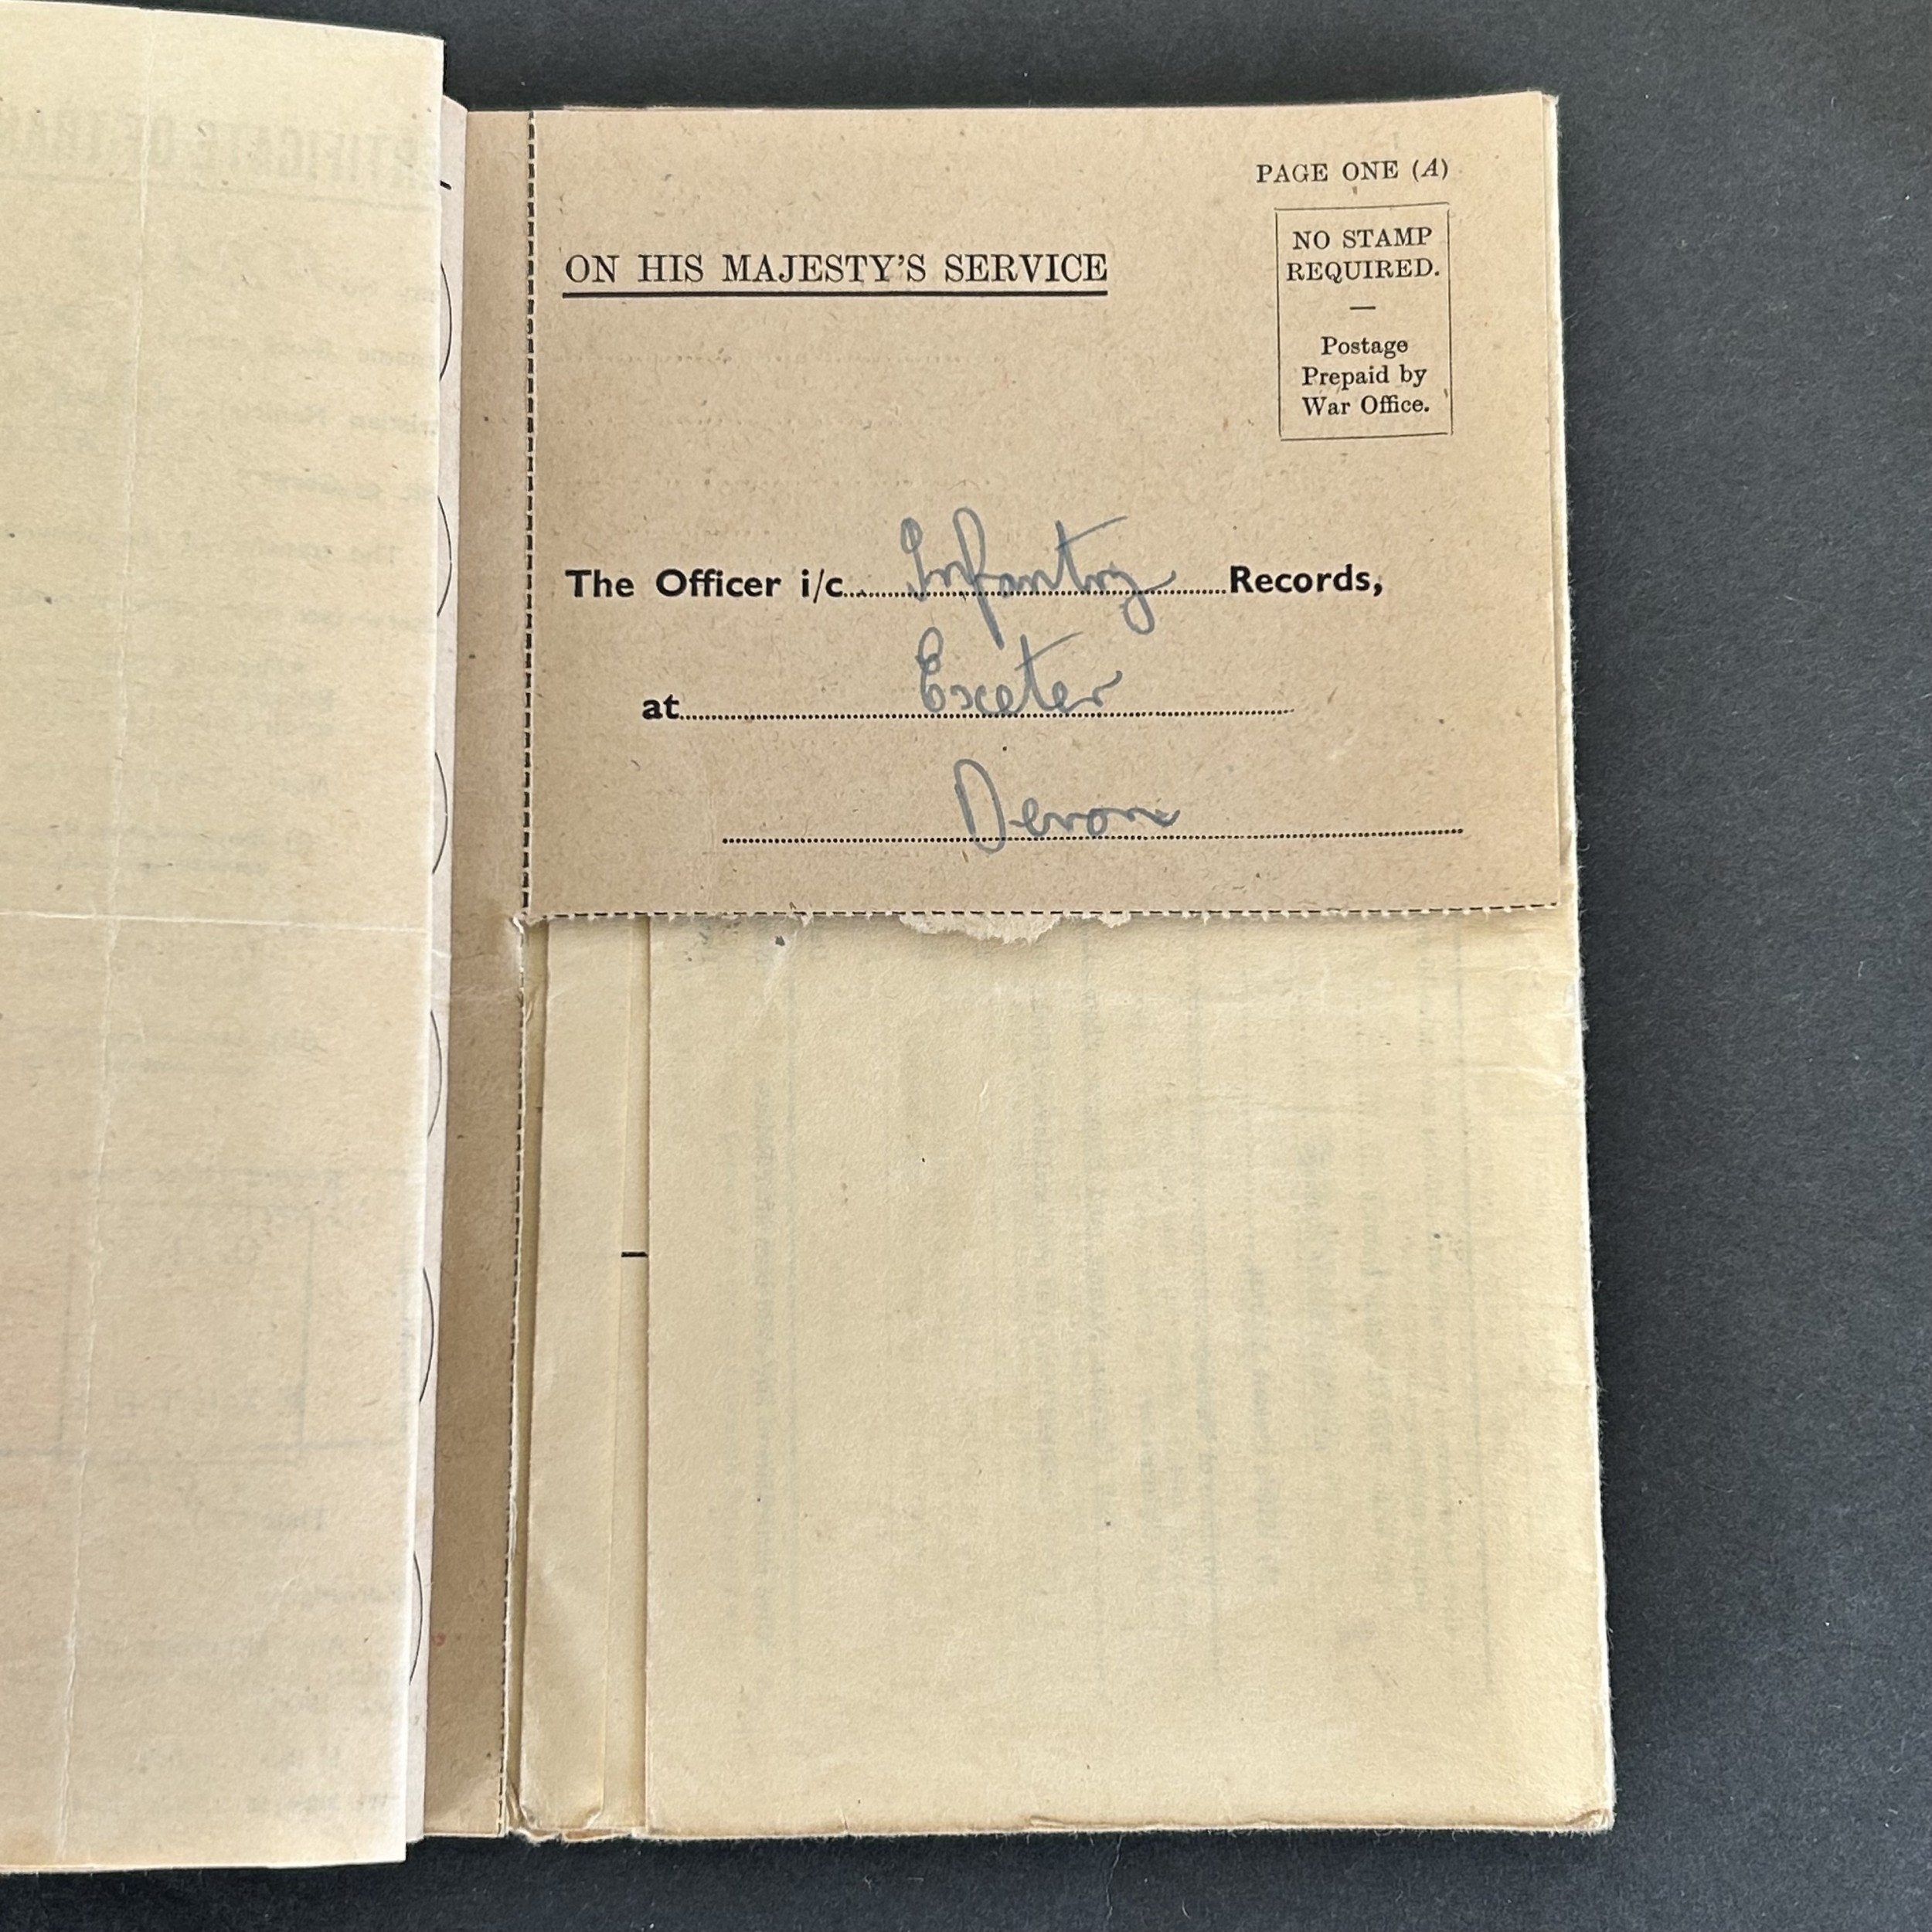 PAGE ONE (A)
ON HIS MAJESTY'S SERVICE
NO STAMP
REQUIRED.
—
Postage
Prepaid by
War Office.
The Officer i/c Infantry Records,
at Exeter
Devon